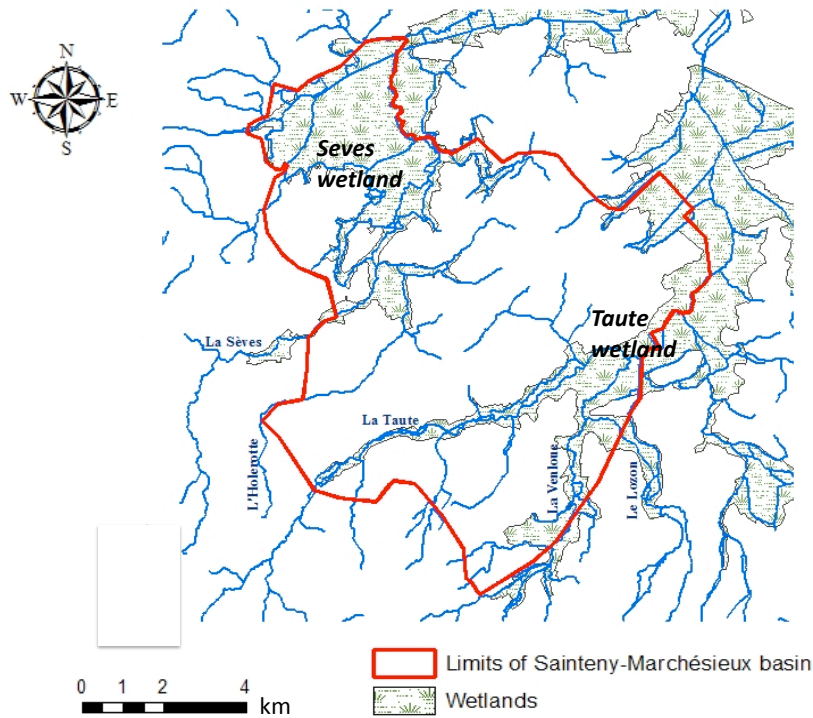 N
W
E
S
Seves
wetland
Taute
wetland
La Sèves
La Taute
L'Holerotte
La Venloue
Le Lozon
Limits of Sainteny-Marchésieux basin
0 1 2 4
km
Wetlands